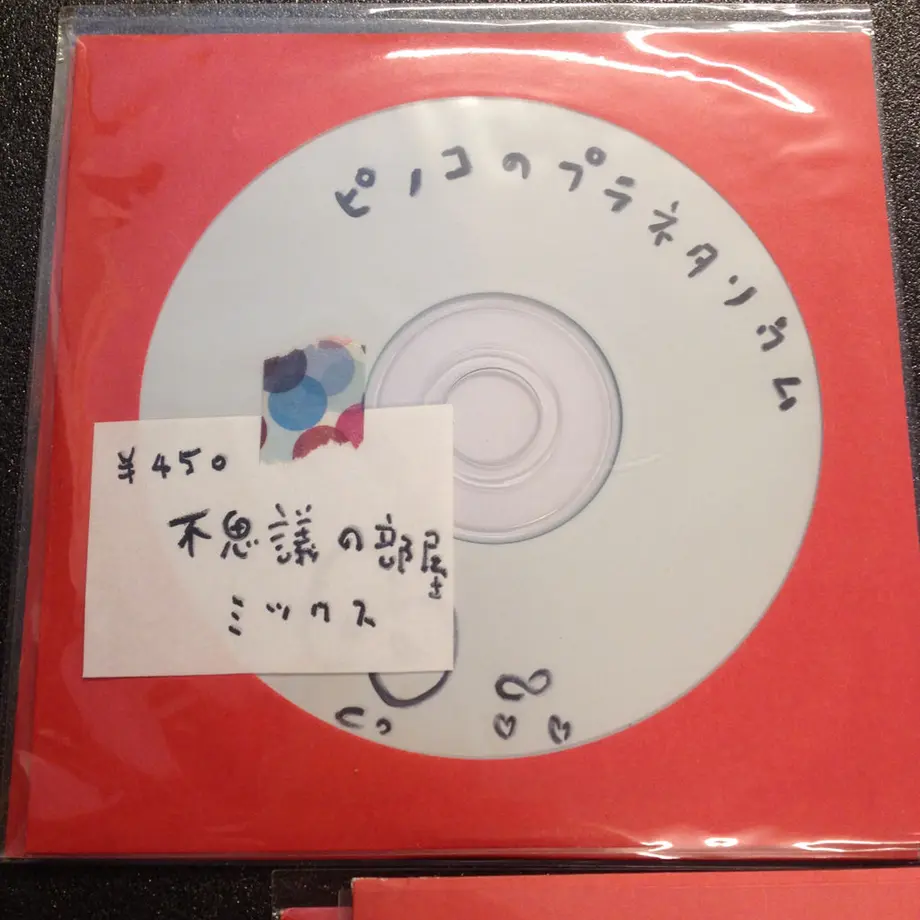 ピノコのプラネタリウム
¥450
不思議の部屋
ミックス